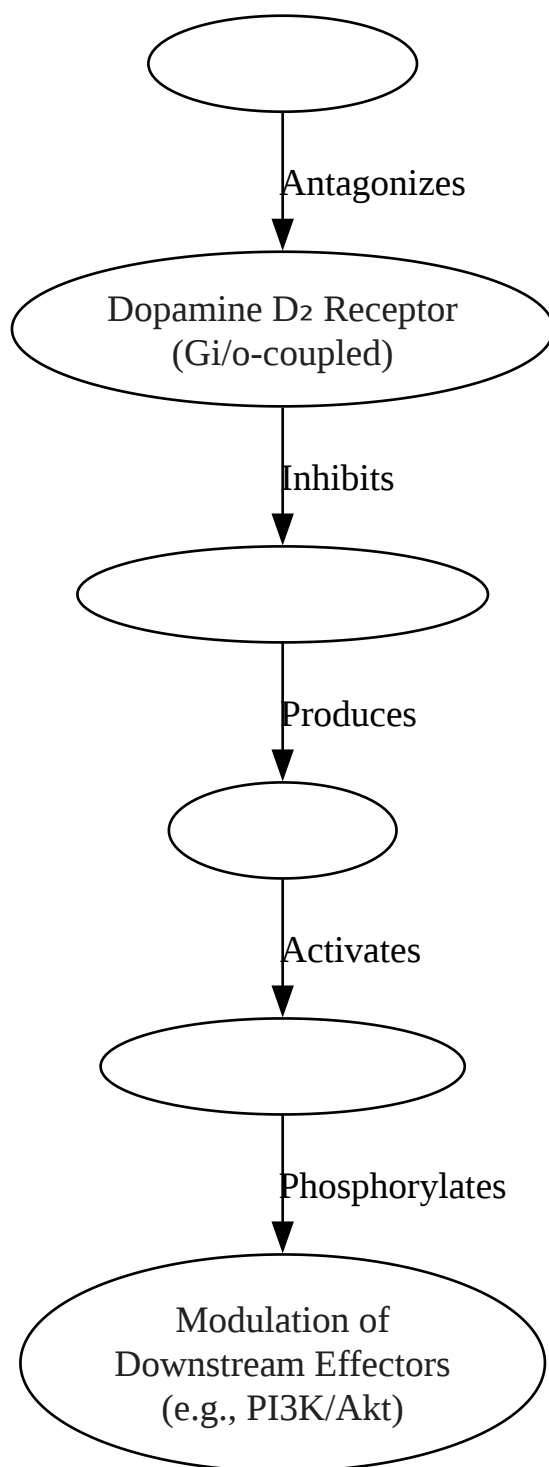 Antagonizes
Dopamine D₂ Receptor
(Gi/o-coupled)
Inhibits
Produces
Activates
Phosphorylates
Modulation of
Downstream Effectors
(e.g., PI3K/Akt)